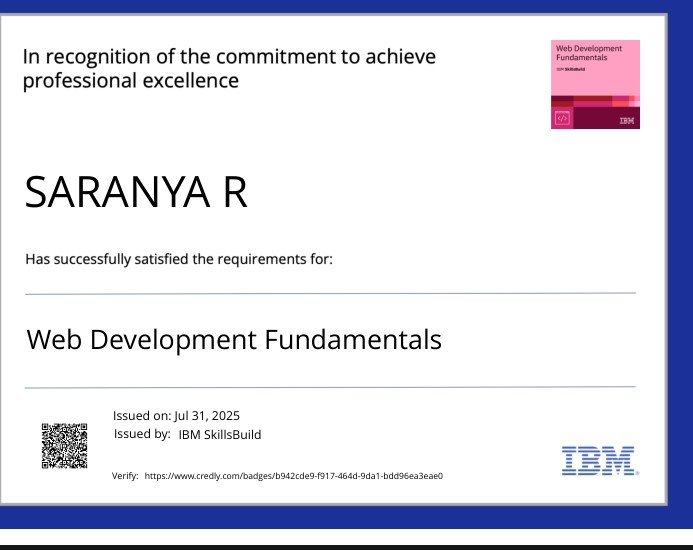 In recognition of the commitment to achieve
professional excellence
Web Development
Fundamentals
IBM SkillsBuild
</>
IBM
SARANYA R
Has successfully satisfied the requirements for:
Web Development Fundamentals
Issued on: Jul 31, 2025
Issued by: IBM SkillsBuild
Verify: https://www.credly.com/badges/b942cde9-f917-464d-9da1-bdd96ea3eae0
IBM